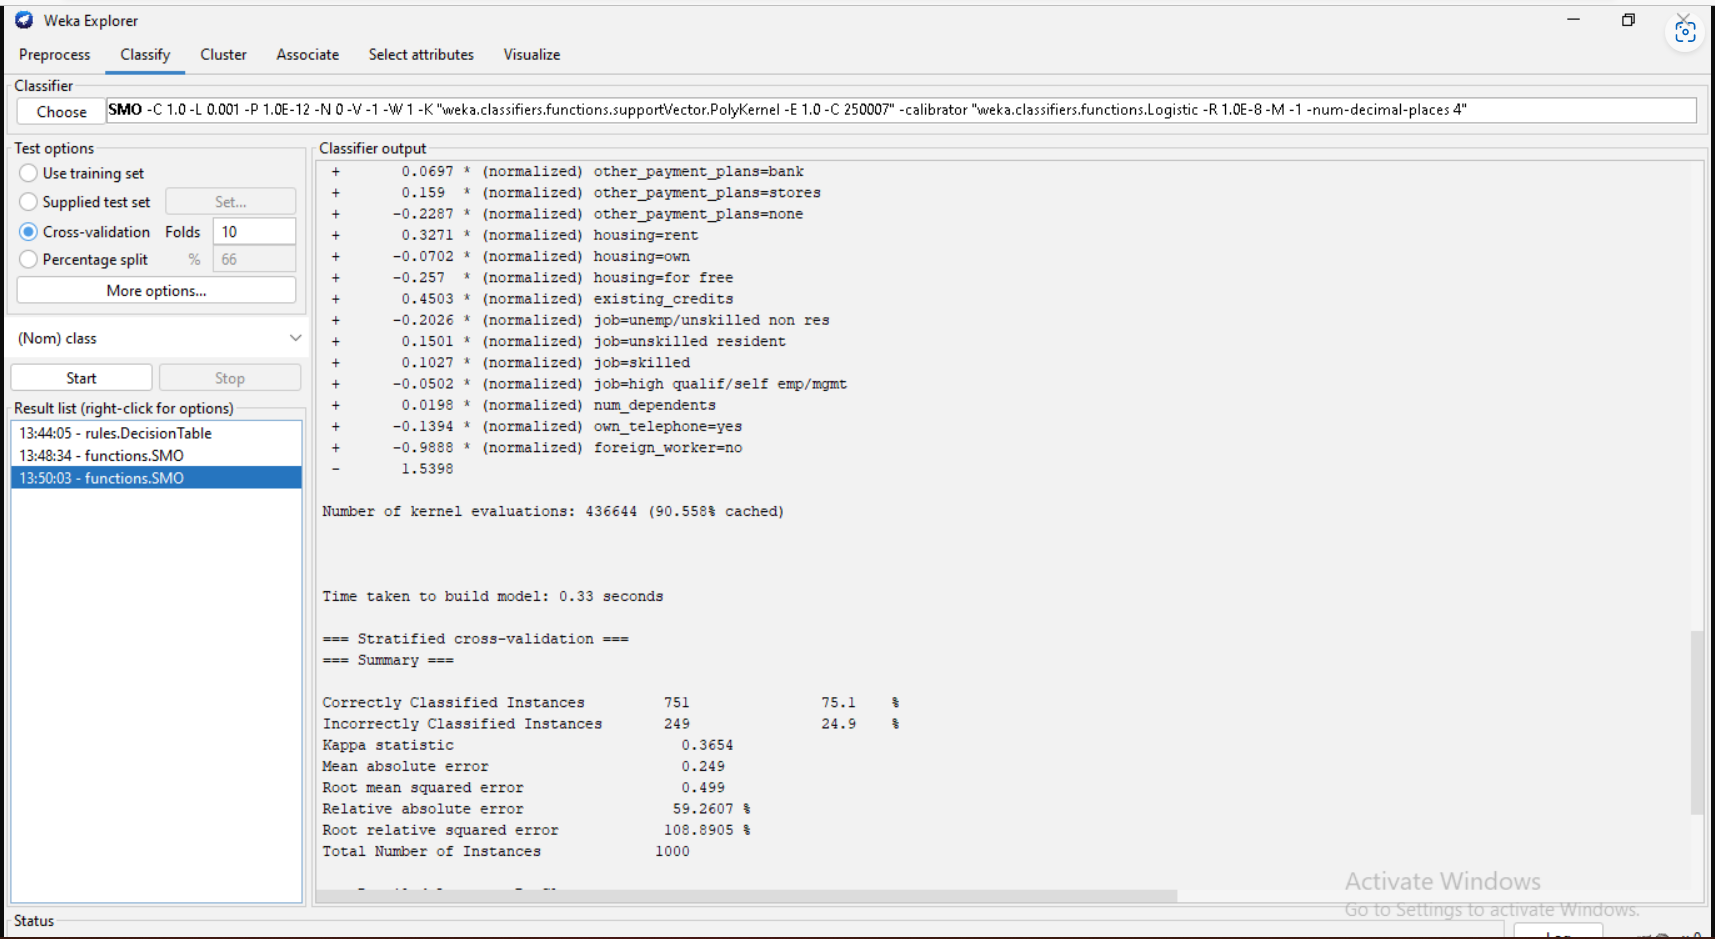 Weka Explorer
Preprocess Classify Cluster Associate Select attributes Visualize
Classifier
Choose SMO -C 1.0 -L 0.001 -P 1.0E-12 -N 0 -V -1 -W 1 -K "weka.classifiers.functions.supportVector.PolyKernel -E 1.0 -C 250007" -calibrator "weka.classifiers.functions.Logistic -R 1.0E-8 -M -1 -num-decimal-places 4"
Test options
Use training set
Supplied test set Set...
Cross-validation Folds 10
Percentage split % 66
More options...
(Nom) class
Start Stop
Result list (right-click for options)
13:44:05 - rules.DecisionTable
13:48:34 - functions.SMO
13:50:03 - functions.SMO
Classifier output
+ 0.0697 * (normalized) other_payment_plans=bank
+ 0.159 * (normalized) other_payment_plans=stores
+ -0.2287 * (normalized) other_payment_plans=none
+ 0.3271 * (normalized) housing=rent
+ -0.0702 * (normalized) housing=own
+ -0.257 * (normalized) housing=for free
+ 0.4503 * (normalized) existing_credits
+ -0.2026 * (normalized) job=unemp/unskilled non res
+ 0.1501 * (normalized) job=unskilled resident
+ 0.1027 * (normalized) job=skilled
+ -0.0502 * (normalized) job=high qualif/self emp/mgmt
+ 0.0198 * (normalized) num_dependents
+ -0.1394 * (normalized) own_telephone=yes
+ -0.9888 * (normalized) foreign_worker=no
- 1.5398
Number of kernel evaluations: 436644 (90.558% cached)
Time taken to build model: 0.33 seconds
=== Stratified cross-validation ===
=== Summary ===
Correctly Classified Instances 751 75.1 %
Incorrectly Classified Instances 249 24.9 %
Kappa statistic 0.3654
Mean absolute error 0.249
Root mean squared error 0.499
Relative absolute error 59.2607 %
Root relative squared error 108.8905 %
Total Number of Instances 1000
Activate Windows
Go to Settings to activate Windows.
Status